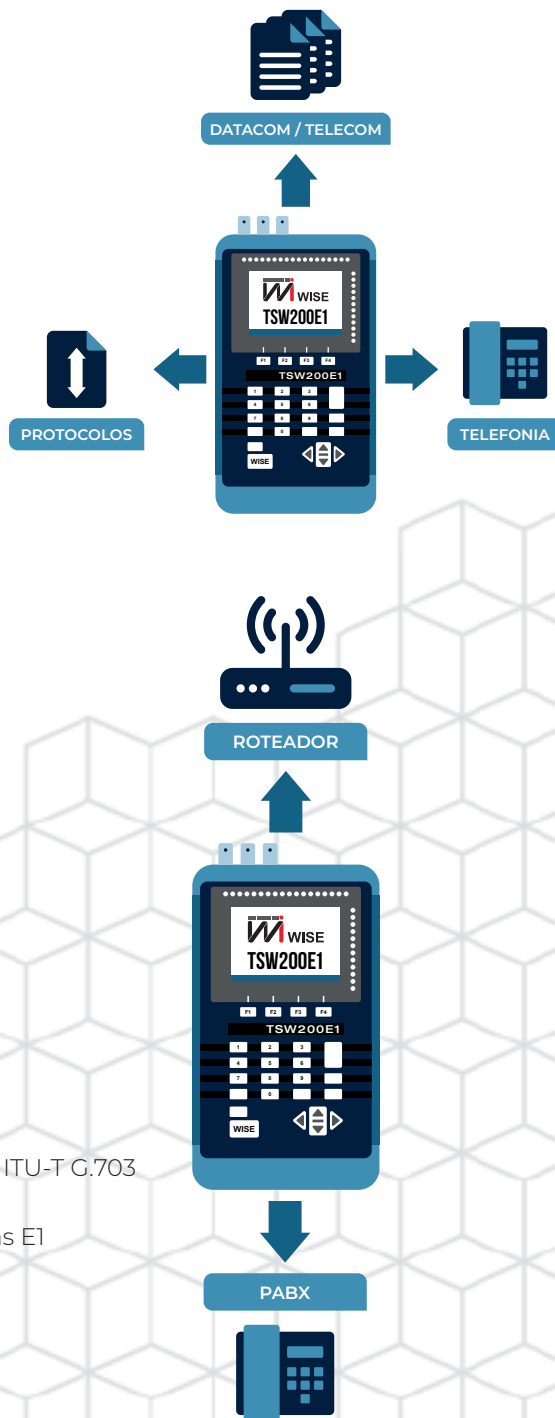 DATACOM / TELECOM
WISE
TSW200E1
F1 F2 F3 F4
TSW200E1
1 2 3
4 5 6
7 8 9
0
WISE
PROTOCOLOS
TELEFONIA
ROTEADOR
WISE
TSW200E1
F1 F2 F3 F4
TSW200E1
1 2 3
4 5 6
7 8 9
0
WISE
ITU-T G.703
E1
PABX